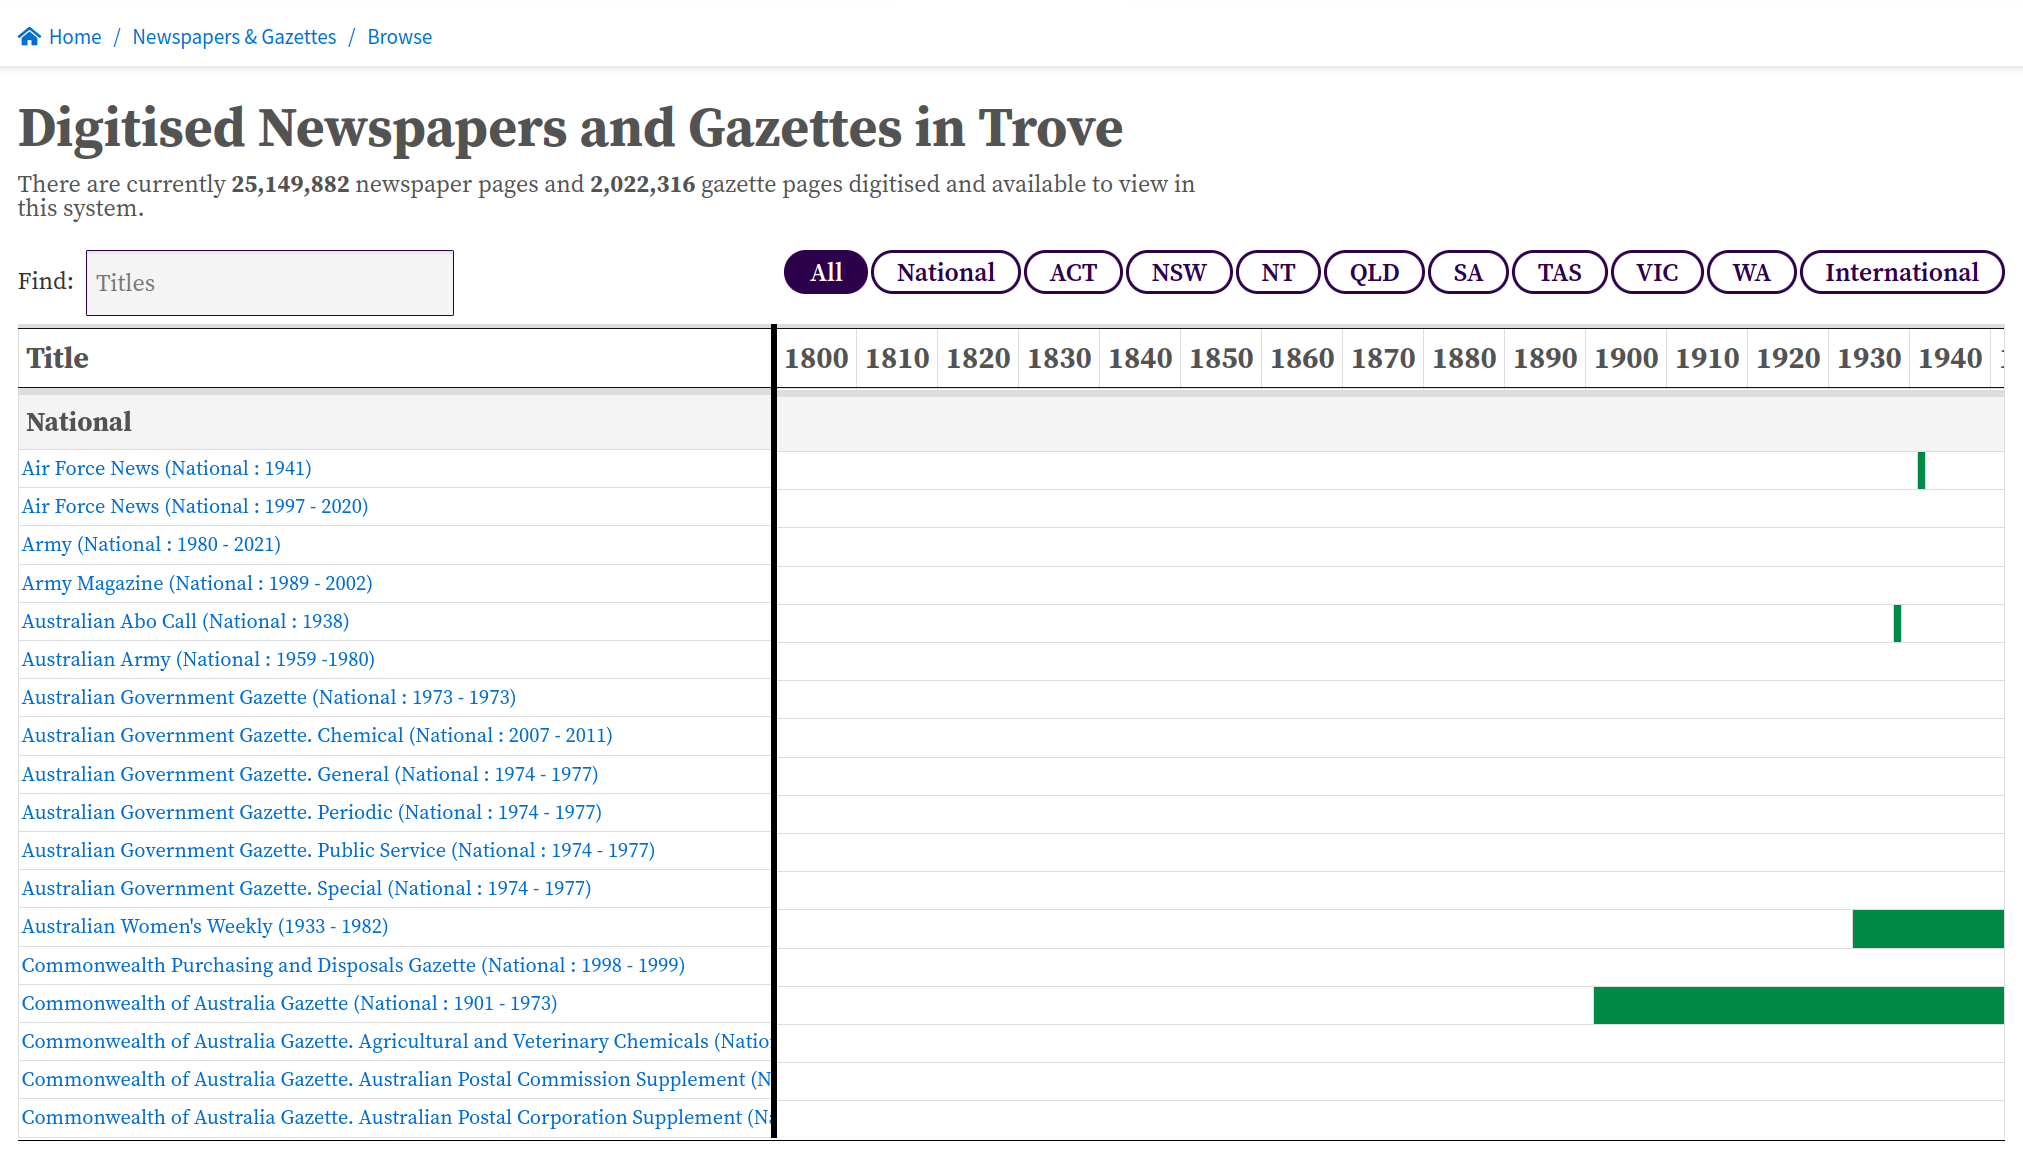 Home / Newspapers & Gazettes / Browse
Digitised Newspapers and Gazettes in Trove
There are currently 25,149,882 newspaper pages and 2,022,316 gazette pages digitised and available to view in
this system.
Find: Titles
All National ACT NSW NT QLD SA TAS VIC WA International
Title 1800 1810 1820 1830 1840 1850 1860 1870 1880 1890 1900 1910 1920 1930 1940
National
Air Force News (National : 1941)
Air Force News (National : 1997 - 2020)
Army (National : 1980 - 2021)
Army Magazine (National : 1989 - 2002)
Australian Abo Call (National : 1938)
Australian Army (National : 1959 -1980)
Australian Government Gazette (National : 1973 - 1973)
Australian Government Gazette. Chemical (National : 2007 - 2011)
Australian Government Gazette. General (National : 1974 - 1977)
Australian Government Gazette. Periodic (National : 1974 - 1977)
Australian Government Gazette. Public Service (National : 1974 - 1977)
Australian Government Gazette. Special (National : 1974 - 1977)
Australian Women's Weekly (1933 - 1982)
Commonwealth Purchasing and Disposals Gazette (National : 1998 - 1999)
Commonwealth of Australia Gazette (National : 1901 - 1973)
Commonwealth of Australia Gazette. Agricultural and Veterinary Chemicals (Natio
Commonwealth of Australia Gazette. Australian Postal Commission Supplement (N
Commonwealth of Australia Gazette. Australian Postal Corporation Supplement (Na